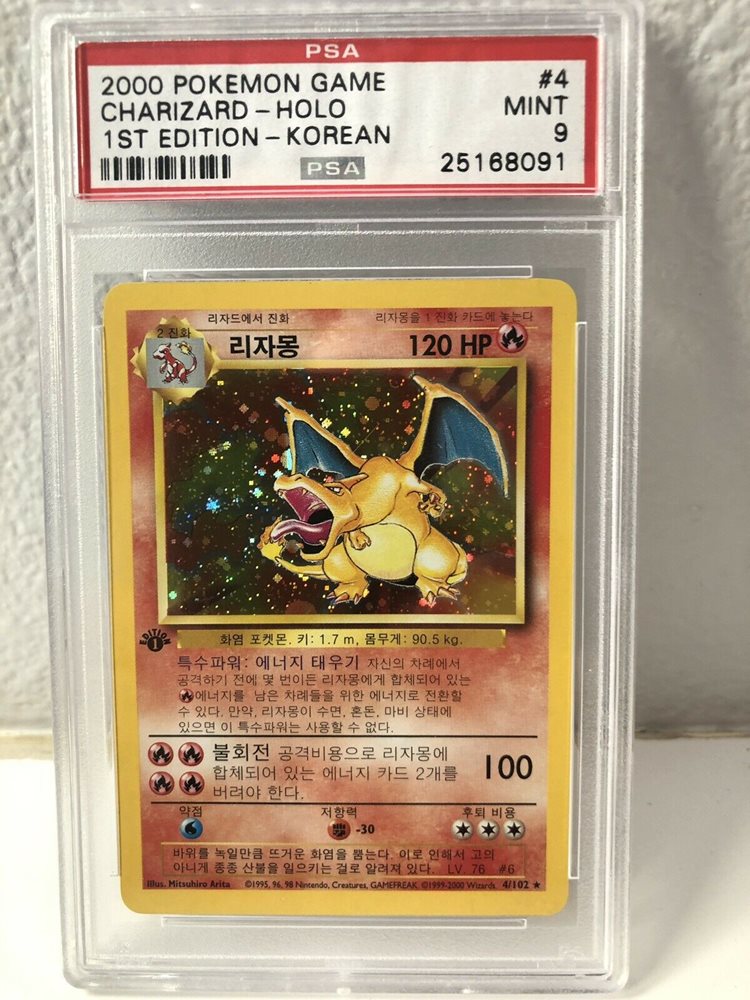 PSA
2000 POKEMON GAME #4
CHARIZARD-HOLO MINT
1ST EDITION-KOREAN 9
PSA 25168091
리자드에서 진화 리자몽을 1 진화 카드에 놓는다
2 진화
리자몽 120 HP
EDITION
1
화염 포켓몬. 키: 1.7 m, 몸무게: 90.5 kg.
특수파워: 에너지 태우기 자신의 차례에서
공격하기 전에 몇 번이든 리자몽에게 합체되어 있는
에너지를 남은 차례들을 위한 에너지로 전환할
수 있다. 만약, 리자몽이 수면, 혼돈, 마비 상태에
있으면 이 특수파워는 사용할 수 없다.
불회전 공격비용으로 리자몽에
합체되어 있는 에너지 카드 2개를
버려야 한다.
100
약점 저항력 후퇴 비용
-30
바위를 녹일만큼 뜨거운 화염을 뿜는다. 이로 인해서 고의
아니게 종종 산불을 일으키는 걸로 알려져 있다. LV. 76 #6
Illus. Mitsuhiro Arita ©1995, 96, 98 Nintendo, Creatures, GAMEFREAK. ©1999-2000 Wizards. 4/102 ★